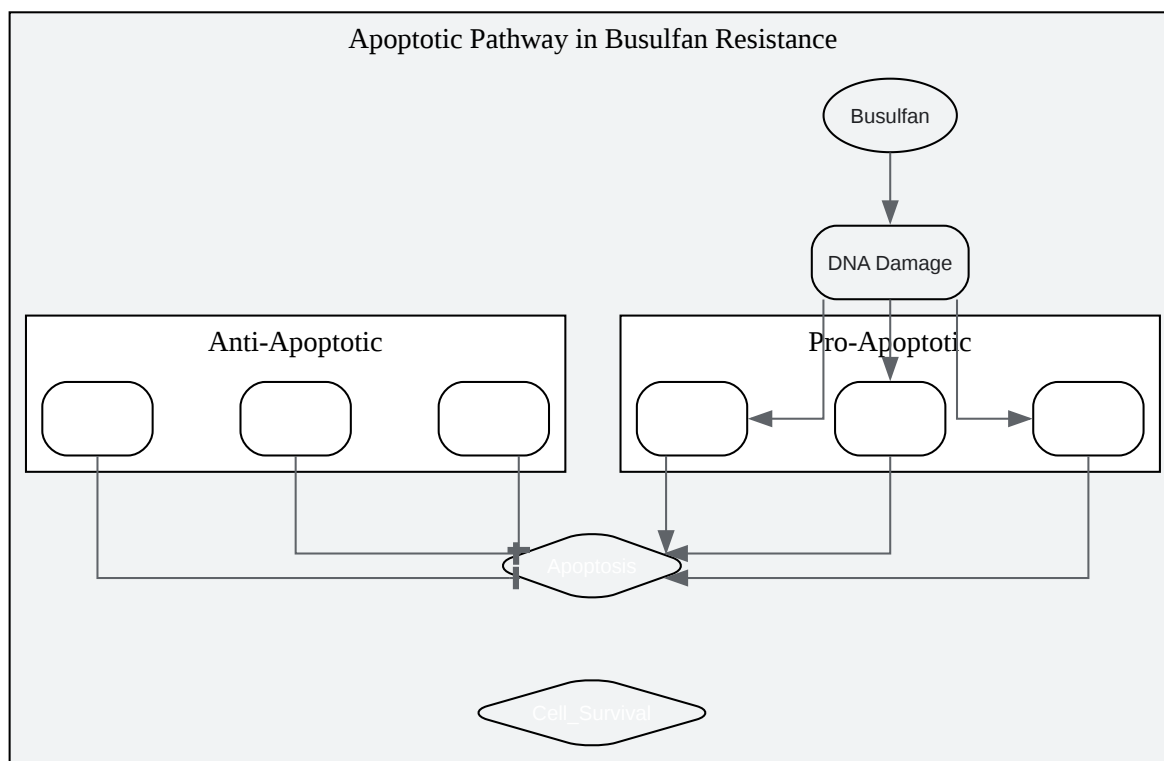 Apoptotic Pathway in Busulfan Resistance
Busulfan
DNA Damage
Anti-Apoptotic
Pro-Apoptotic
Apoptosis
Cell_Survival